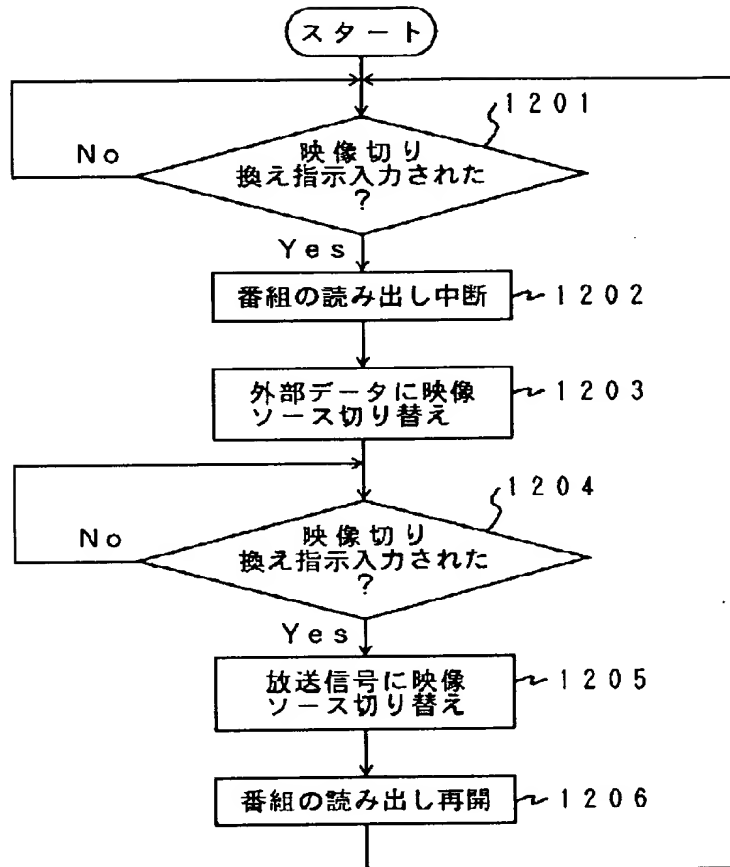 スタート
1201
映像切り
換え指示入力された
?
No
Yes
番組の読み出し中断
1202
外部データに映像
ソース切り替え
1203
1204
映像切り
換え指示入力された
?
No
Yes
放送信号に映像
ソース切り替え
1205
番組の読み出し再開
1206